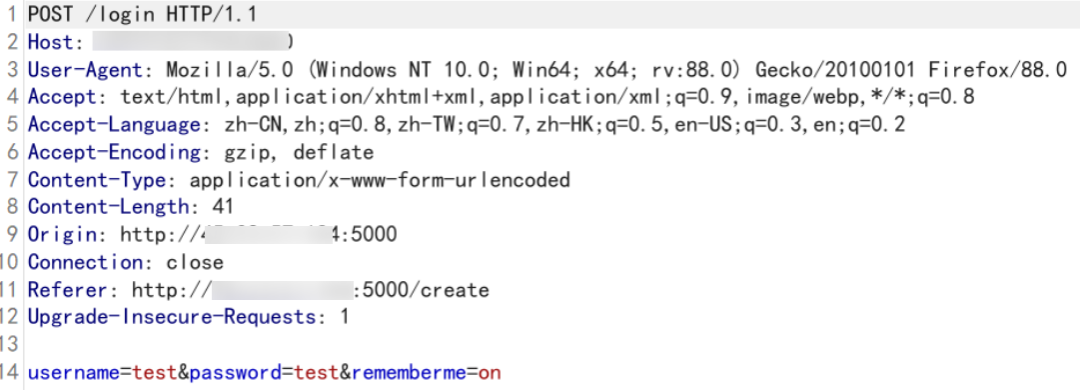 1 POST /login HTTP/1.1
2 Host: )
3 User-Agent: Mozilla/5.0 (Windows NT 10.0; Win64; x64; rv:88.0) Gecko/20100101 Firefox/88.0
4 Accept: text/html,application/xhtml+xml,application/xml;q=0.9,image/webp,*/*;q=0.8
5 Accept-Language: zh-CN,zh;q=0.8,zh-TW;q=0.7,zh-HK;q=0.5,en-US;q=0.3,en;q=0.2
6 Accept-Encoding: gzip, deflate
7 Content-Type: application/x-www-form-urlencoded
8 Content-Length: 41
9 Origin: http://:5000
10 Connection: close
11 Referer: http://:5000/create
12 Upgrade-Insecure-Requests: 1
13
14 username=test&password=test&rememberme=on